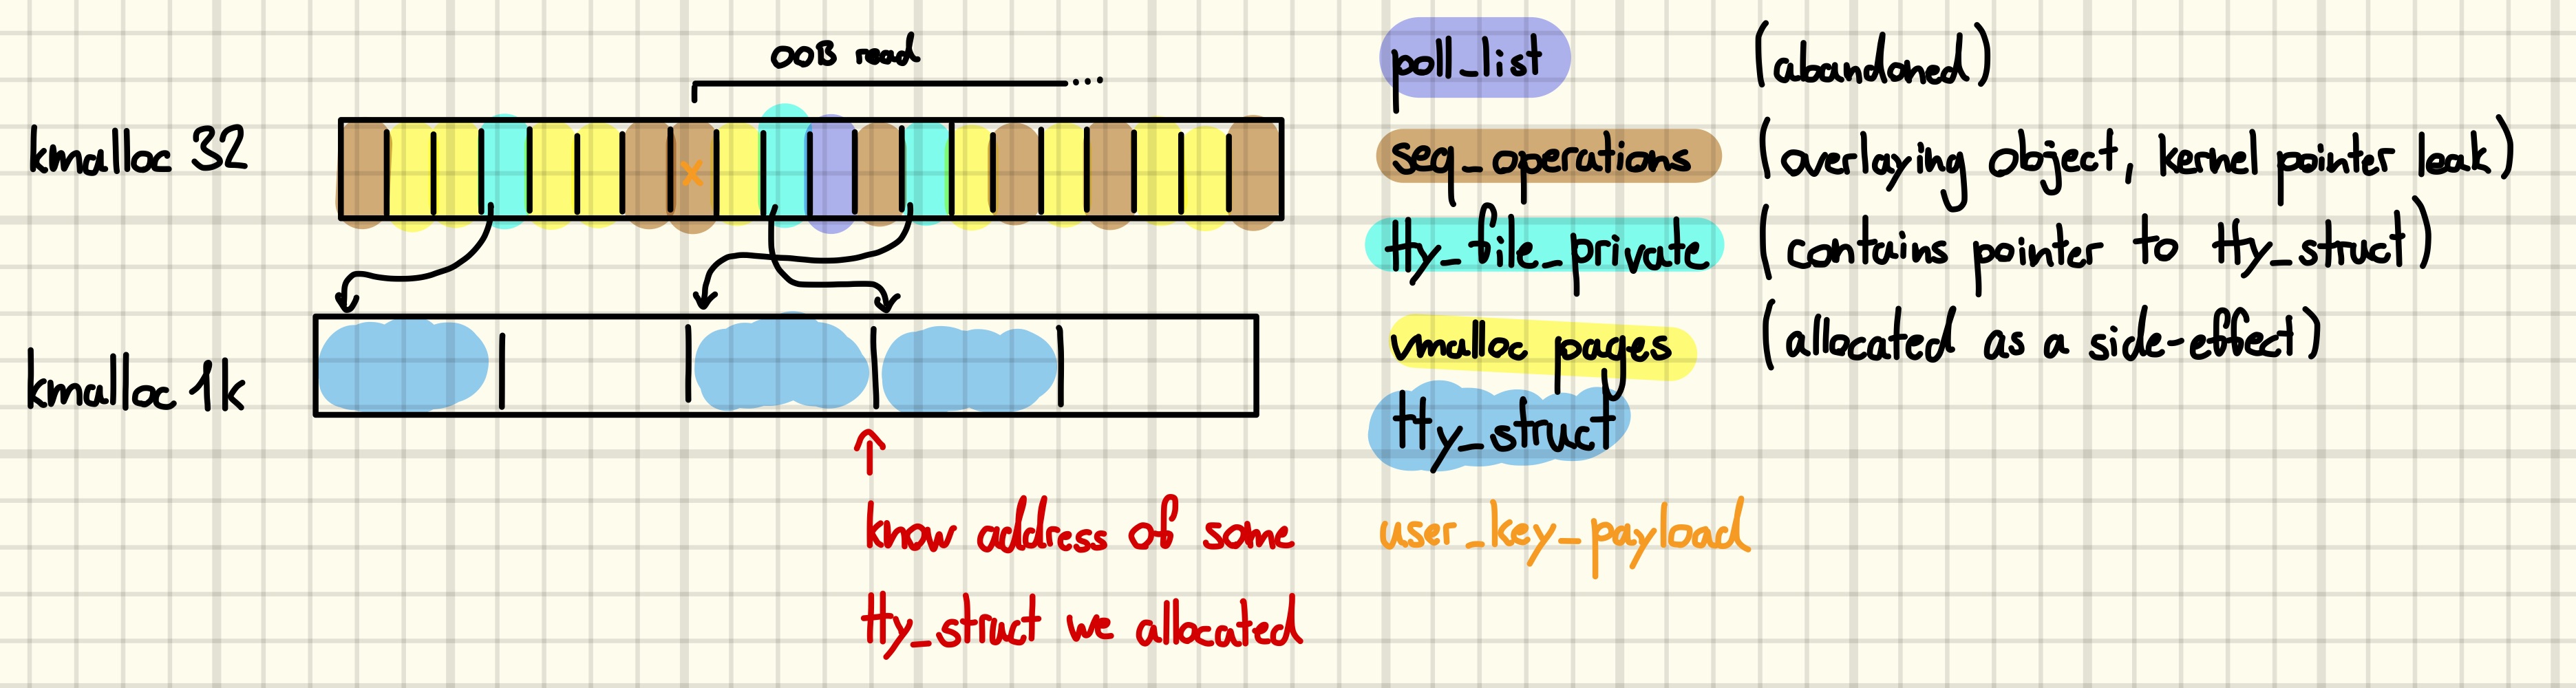 OOB read
kmalloc 32
kmalloc 1k
know address of some
tty_struct we allocated
poll_list (abandoned)
seq_operations (overlaying object, kernel pointer leak)
tty_file_private (contains pointer to tty_struct)
vmalloc pages (allocated as a side-effect)
tty_struct
user_key_payload